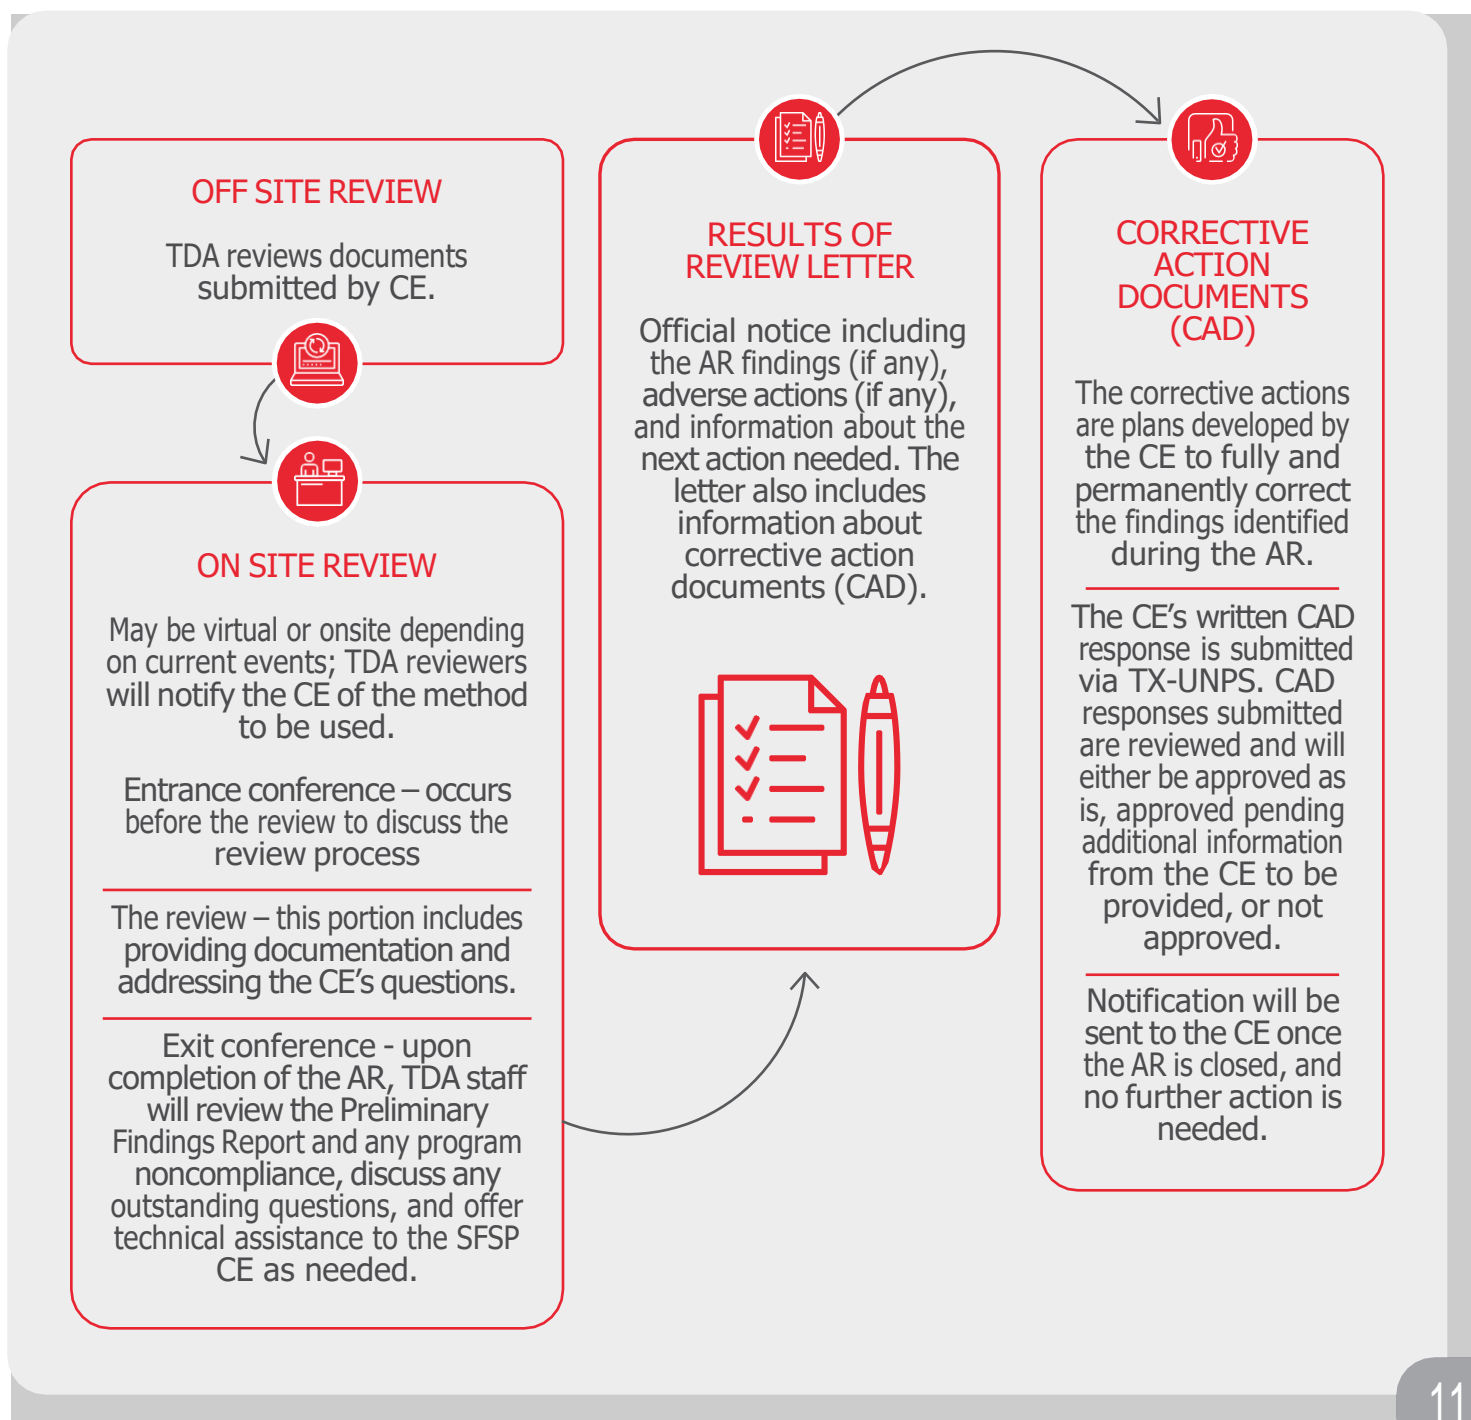 OFF SITE REVIEW
TDA reviews documents
submitted by CE.
ON SITE REVIEW
May be virtual or onsite depending
on current events; TDA reviewers
will notify the CE of the method
to be used.
Entrance conference – occurs
before the review to discuss the
review process
The review – this portion includes
providing documentation and
addressing the CE’s questions.
Exit conference - upon
completion of the AR, TDA staff
will review the Preliminary
Findings Report and any program
noncompliance, discuss any
outstanding questions, and offer
technical assistance to the SFSP
CE as needed.
RESULTS OF
REVIEW LETTER
Official notice including
the AR findings (if any),
adverse actions (if any),
and information about the
next action needed. The
letter also includes
information about
corrective action
documents (CAD).
CORRECTIVE
ACTION
DOCUMENTS
(CAD)
The corrective actions
are plans developed by
the CE to fully and
permanently correct
the findings identified
during the AR.
The CE’s written CAD
response is submitted
via TX-UNPS. CAD
responses submitted
are reviewed and will
either be approved as
is, approved pending
additional information
from the CE to be
provided, or not
approved.
Notification will be
sent to the CE once
the AR is closed, and
no further action is
needed.
11